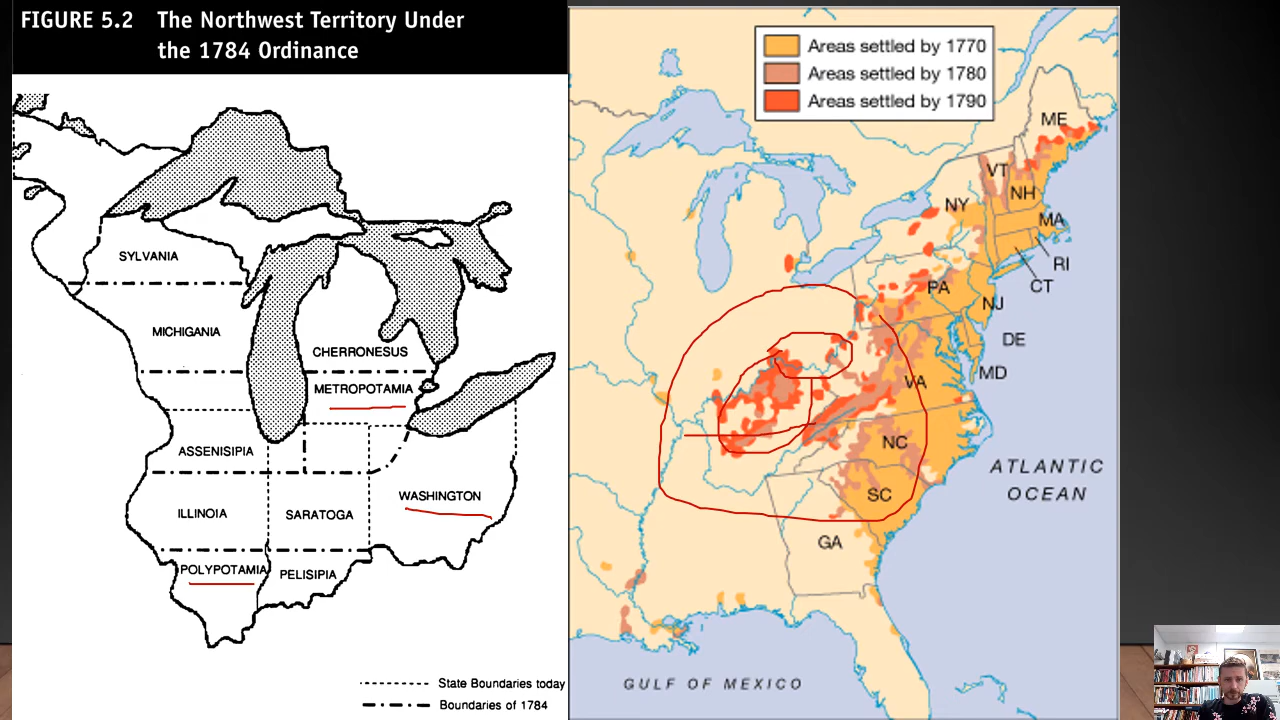 FIGURE 5.2 The Northwest Territory Under
the 1784 Ordinance
SYLVANIA
MICHIGANIA
CHERRONESUS
METROPOTAMIA
ASSENISIPIA
WASHINGTON
ILLINOIA
SARATOGA
POLYPOTAMIA
PELISIPIA
State Boundaries today
Boundaries of 1784
Areas settled by 1770
Areas settled by 1780
Areas settled by 1790
ME
VT
NH
NY
MA
RI
CT
PA
NJ
DE
MD
VA
NC
ATLANTIC
OCEAN
SC
GA
GULF OF MEXICO